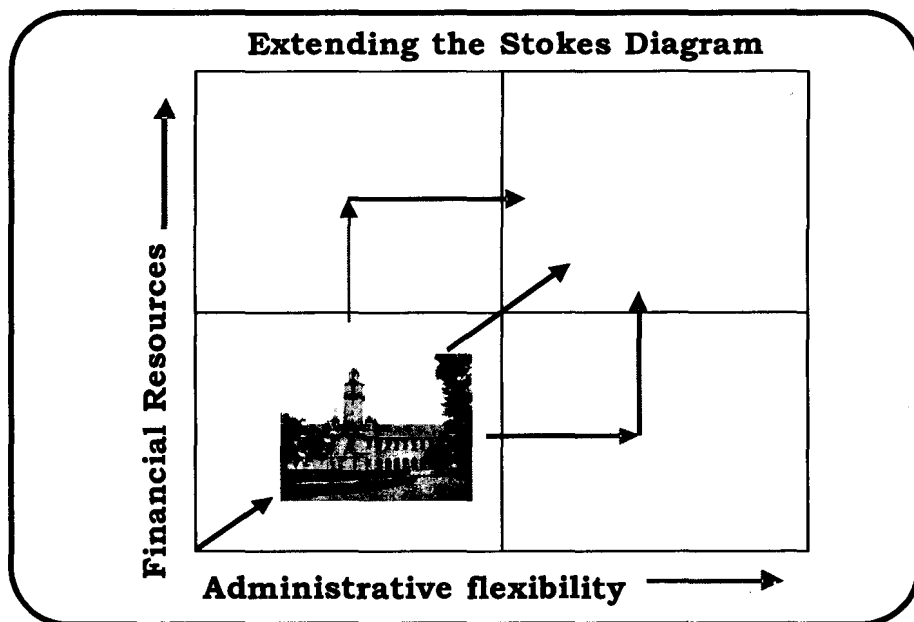 Extending the Stokes Diagram
Financial Resources
Administrative flexibility